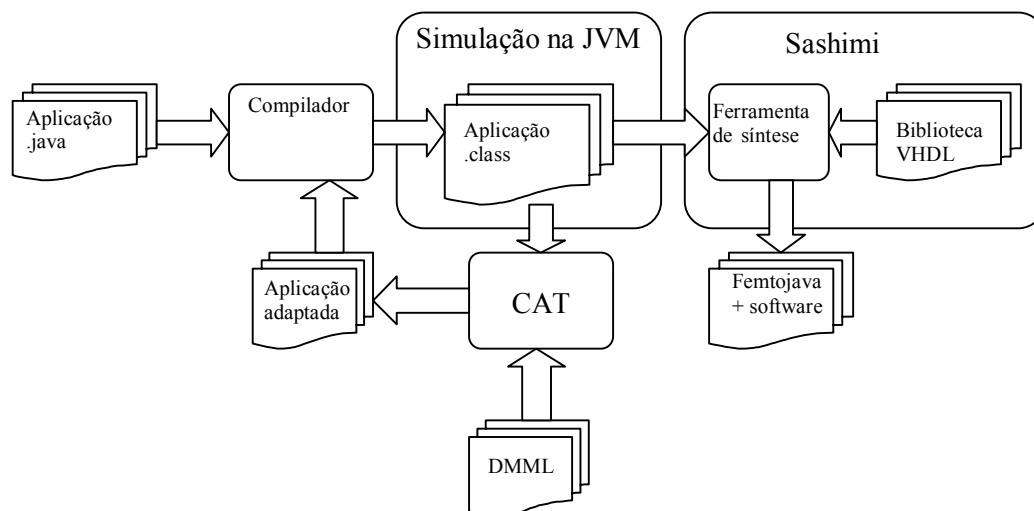 Simulação na JVM
Sashimi
Aplicação
.java
Compilador
Aplicação
.class
Ferramenta
de síntese
Biblioteca
VHDL
Aplicação
adaptada
CAT
Femtojava
+ software
DMML